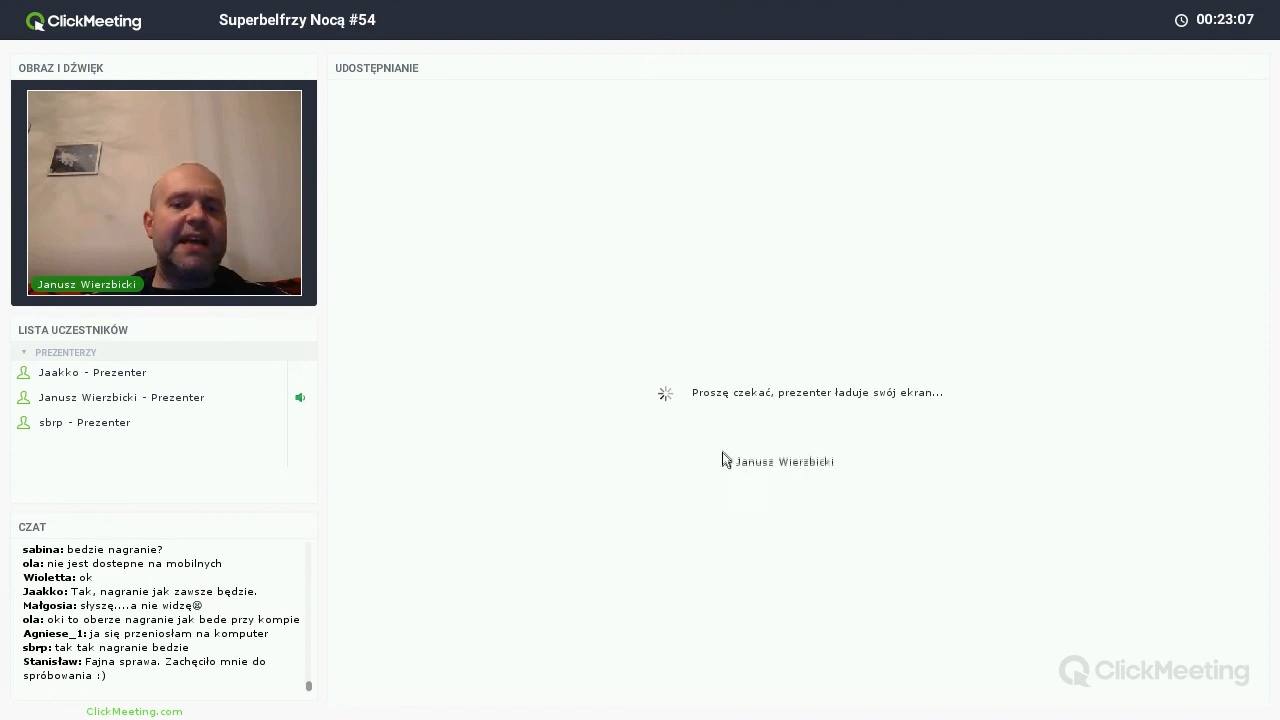 ClickMeeting
Superbelfrzy Nocą #54
00:23:07
OBRAZ I DŹWIĘK
Janusz Wierzbicki
LISTA UCZESTNIKÓW
PREZENTERZY
Jaakko - Prezenter
Janusz Wierzbicki - Prezenter
sbrp - Prezenter
CZAT
sabina: bedzie nagranie?
ola: nie jest dostepne na mobilnych
Wioletta: ok
Jaakko: Tak, nagranie jak zawsze będzie.
Małgosia: słyszę....a nie widzę😩
ola: oki to oberze nagranie jak bede przy kompie
Agniese_1: ja się przeniosłam na komputer
sbrp: tak tak nagranie bedzie
Stanisław: Fajna sprawa. Zachęciło mnie do
spróbowania :)
ClickMeeting.com
UDOSTĘPNIANIE
Proszę czekać, prezenter ładuje swój ekran...
Janusz Wierzbicki
ClickMeeting